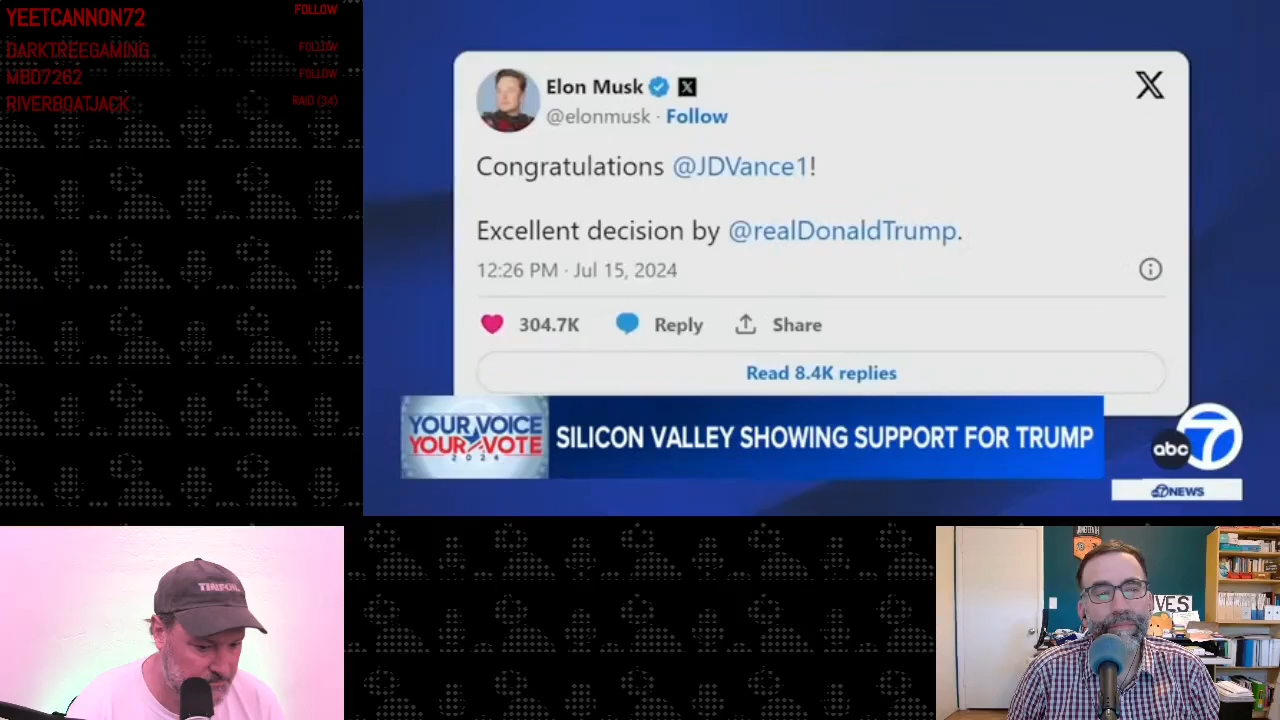 YEETCANNON72
FOLLOW
DARKTREEGAMING
FOLLOW
MBD7262
FOLLOW
RIVERBOATJACK
RAID (34)
Elon Musk
@elonmusk · Follow
Congratulations @JDVance1!
Excellent decision by @realDonaldTrump.
12:26 PM · Jul 15, 2024
304.7K
Reply
Share
Read 8.4K replies
YOUR VOICE
YOUR VOTE
2024
SILICON VALLEY SHOWING SUPPORT FOR TRUMP
abc 7
7NEWS
TINFOIL